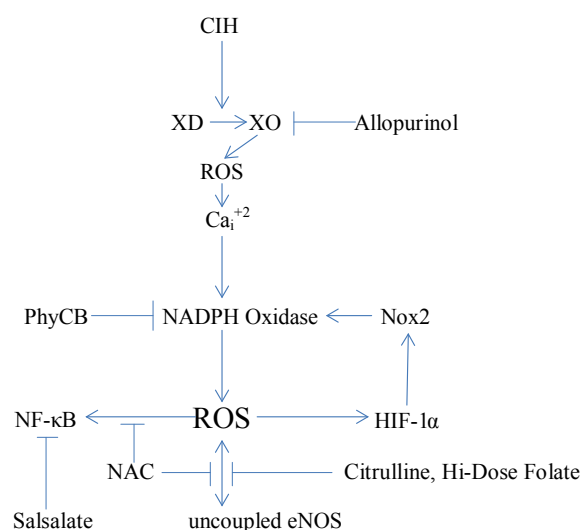 CIH
XD XO Allopurinol
ROS
Caᵢ⁺²
PhyCB NADPH Oxidase Nox2
NF-κB ROS HIF-1α
NAC Citrulline, Hi-Dose Folate
Salsalate uncoupled eNOS